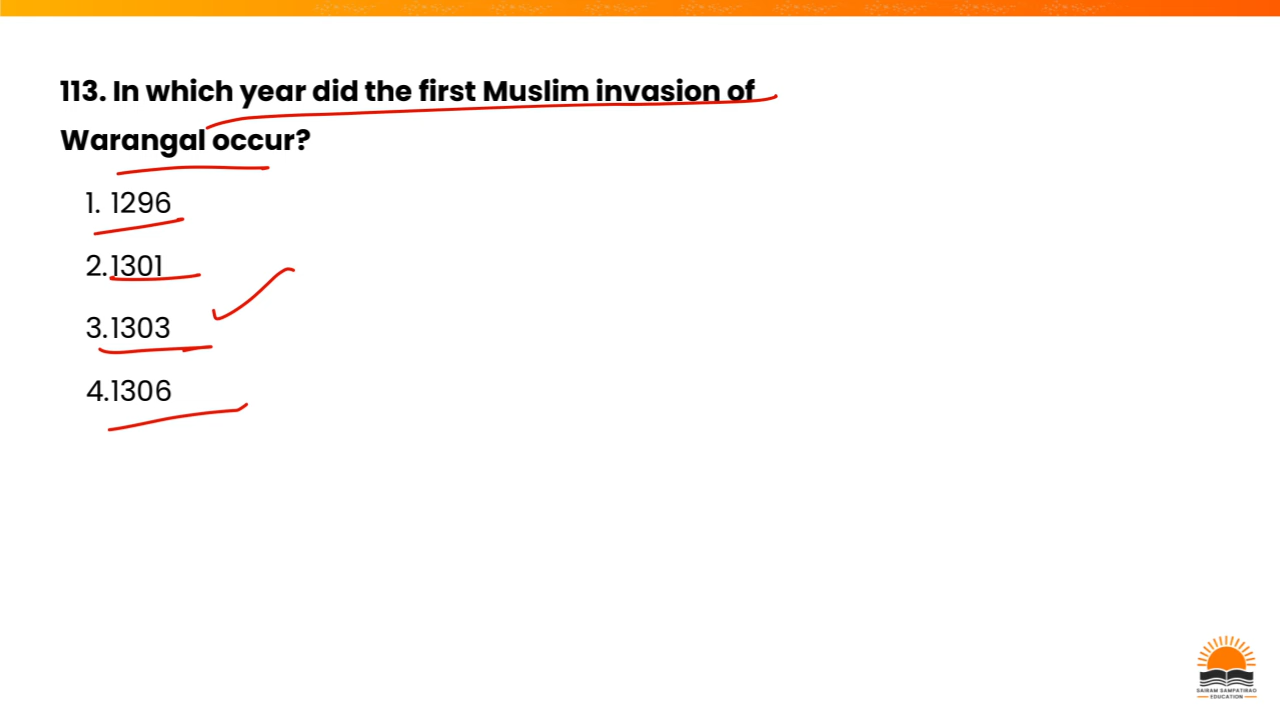 113. In which year did the first Muslim invasion of
Warangal occur?
1. 1296
2.1301
3.1303
4.1306
SAIRAM SAMPATIRAO
EDUCATION